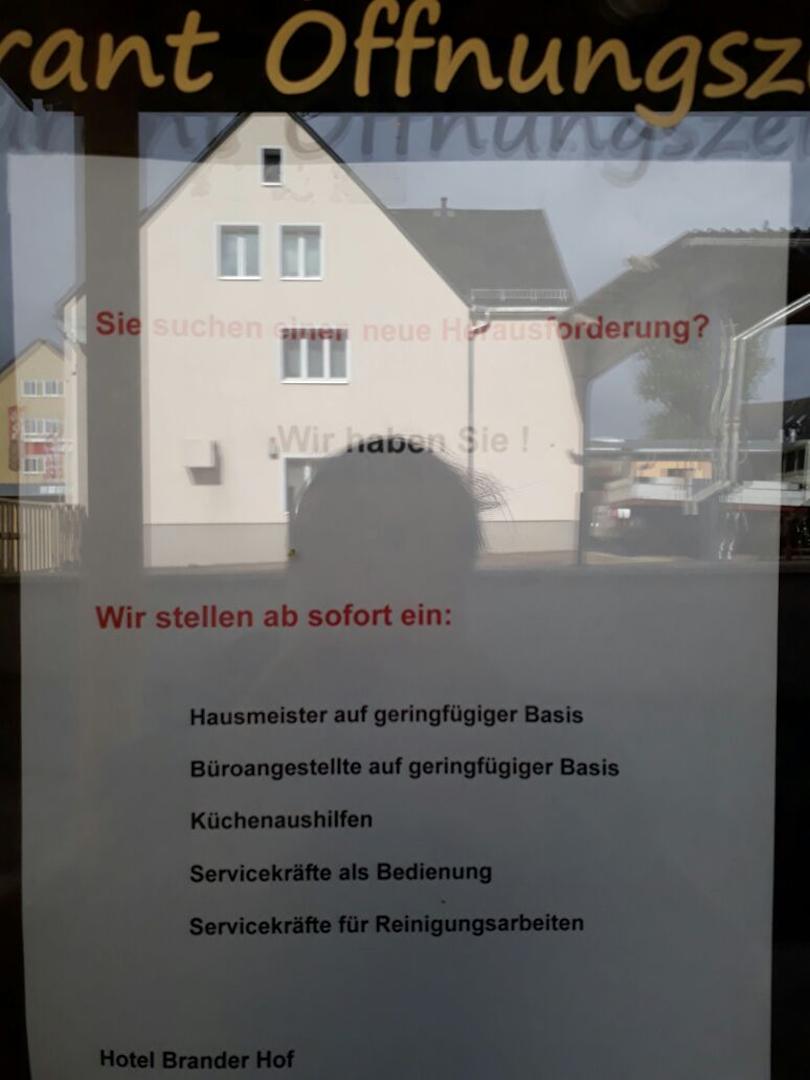 rant Öffnungsz
Sie suchen einen neue Herausforderung?
Wir haben Sie !
Wir stellen ab sofort ein:
Hausmeister auf geringfügiger Basis
Büroangestellte auf geringfügiger Basis
Küchenaushilfen
Servicekräfte als Bedienung
Servicekräfte für Reinigungsarbeiten
Hotel Brander Hof